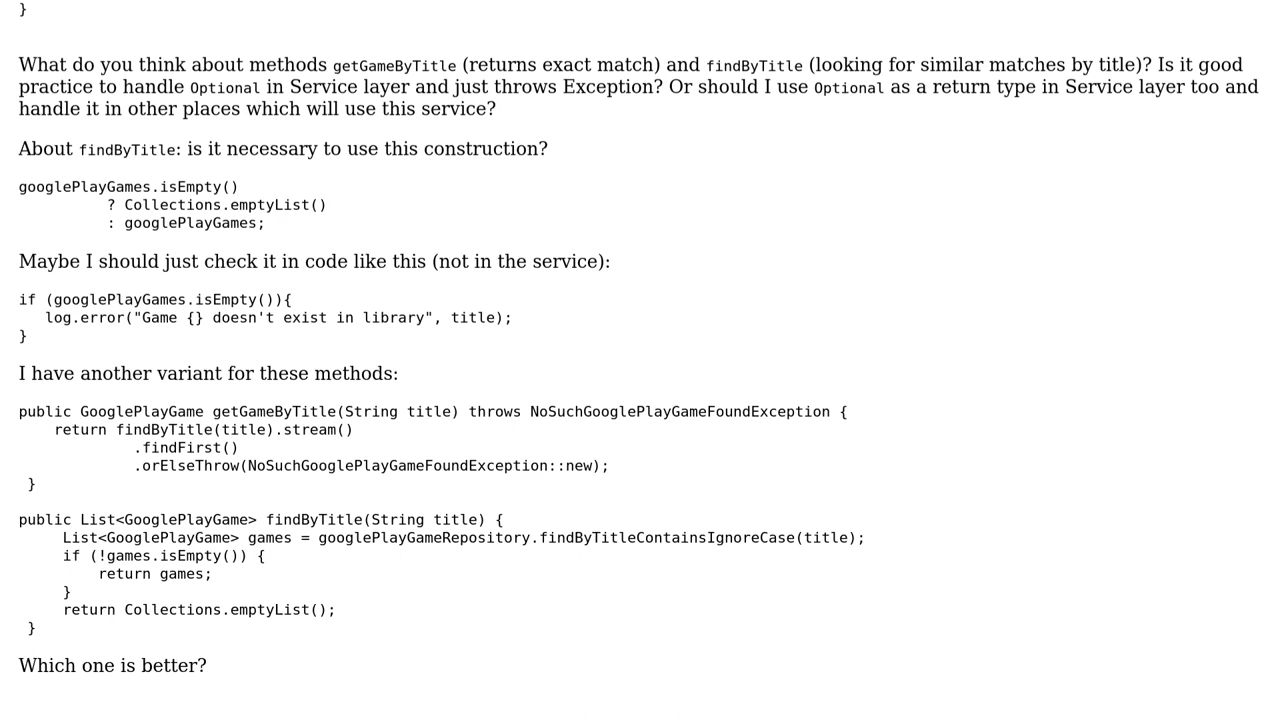 }
What do you think about methods getGameByTitle (returns exact match) and findByTitle (looking for similar matches by title)? Is it good
practice to handle Optional in Service layer and just throws Exception? Or should I use Optional as a return type in Service layer too and
handle it in other places which will use this service?
About findByTitle: is it necessary to use this construction?
googlePlayGames.isEmpty()
          ? Collections.emptyList()
          : googlePlayGames;
Maybe I should just check it in code like this (not in the service):
if (googlePlayGames.isEmpty()){
   log.error("Game {} doesn't exist in library", title);
}
I have another variant for these methods:
public GooglePlayGame getGameByTitle(String title) throws NoSuchGooglePlayGameFoundException {
    return findByTitle(title).stream()
             .findFirst()
             .orElseThrow(NoSuchGooglePlayGameFoundException::new);
 }
public List<GooglePlayGame> findByTitle(String title) {
     List<GooglePlayGame> games = googlePlayGameRepository.findByTitleContainsIgnoreCase(title);
     if (!games.isEmpty()) {
         return games;
     }
     return Collections.emptyList();
 }
Which one is better?